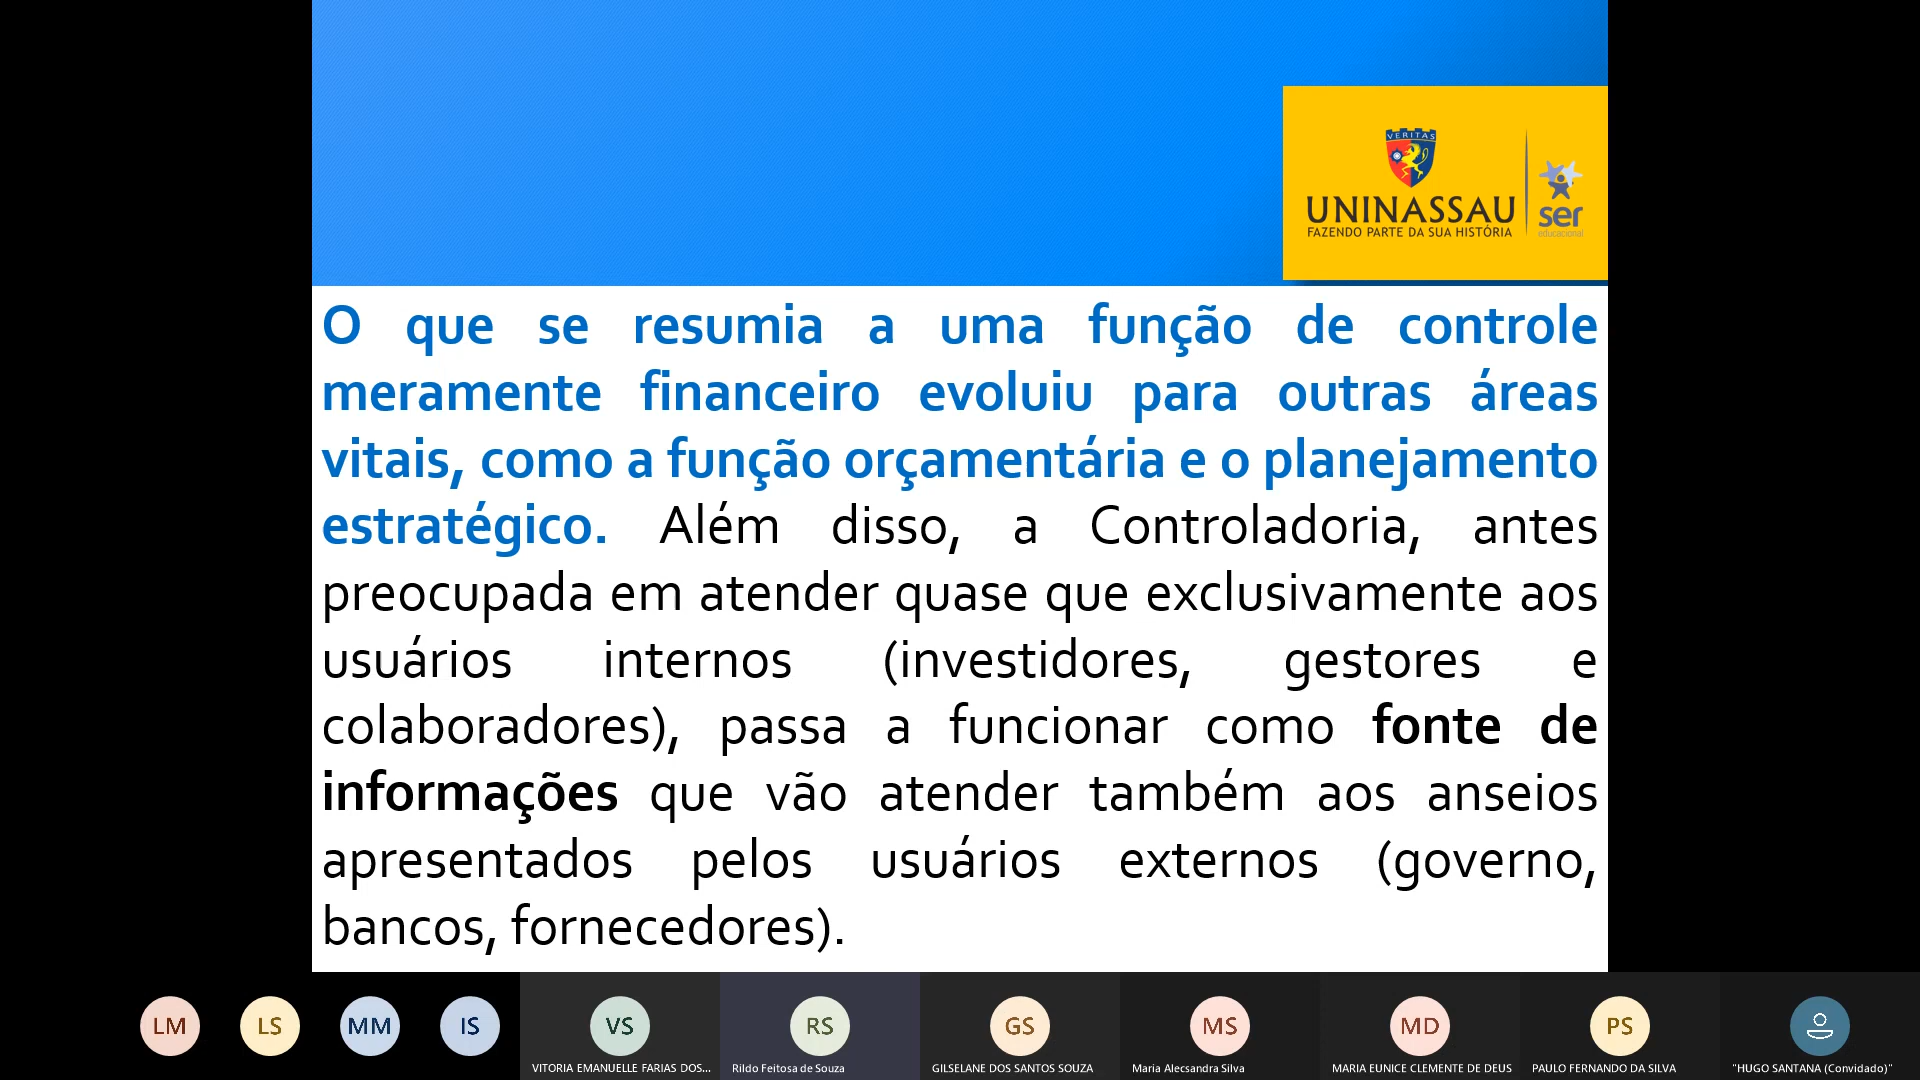 VERITAS
UNINASSAU
FAZENDO PARTE DA SUA HISTÓRIA
ser
educacional
O que se resumia a uma função de controle
meramente financeiro evoluiu para outras áreas
vitais, como a função orçamentária e o planejamento
estratégico. Além disso, a Controladoria, antes
preocupada em atender quase que exclusivamente aos
usuários internos (investidores, gestores e
colaboradores), passa a funcionar como fonte de
informações que vão atender também aos anseios
apresentados pelos usuários externos (governo,
bancos, fornecedores).
LM
LS
MM
IS
VS
RS
GS
MS
MD
PS
VITORIA EMANUELLE FARIAS DOS...
Rildo Feitosa de Souza
GILSELANE DOS SANTOS SOUZA
Maria Alecsandra Silva
MARIA EUNICE CLEMENTE DE DEUS
PAULO FERNANDO DA SILVA
"HUGO SANTANA (Convidado)"